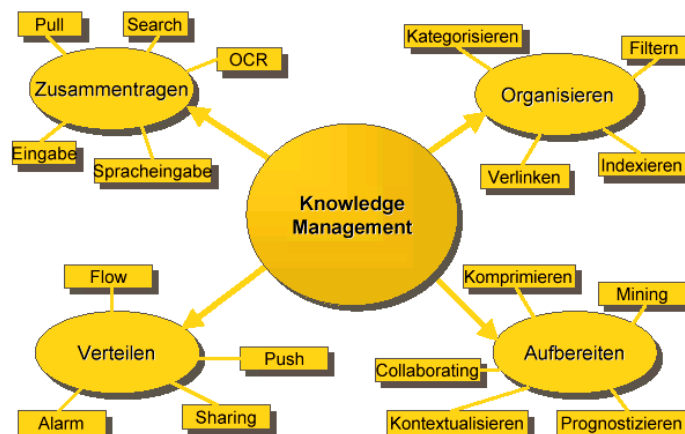 Pull
Search
OCR
Zusammentragen
Eingabe
Spracheingabe
Kategorisieren
Filtern
Organisieren
Verlinken
Indexieren
Knowledge
Management
Flow
Verteilen
Push
Alarm
Sharing
Komprimieren
Mining
Aufbereiten
Collaborating
Kontextualisieren
Prognostizieren